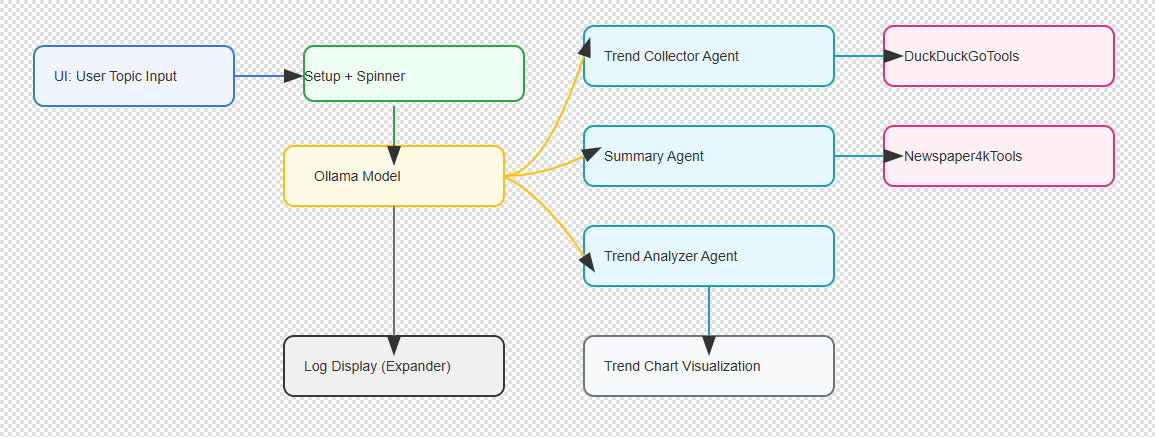 UI: User Topic Input
Setup + Spinner
Ollama Model
Log Display (Expander)
Trend Collector Agent
DuckDuckGoTools
Summary Agent
Newspaper4kTools
Trend Analyzer Agent
Trend Chart Visualization